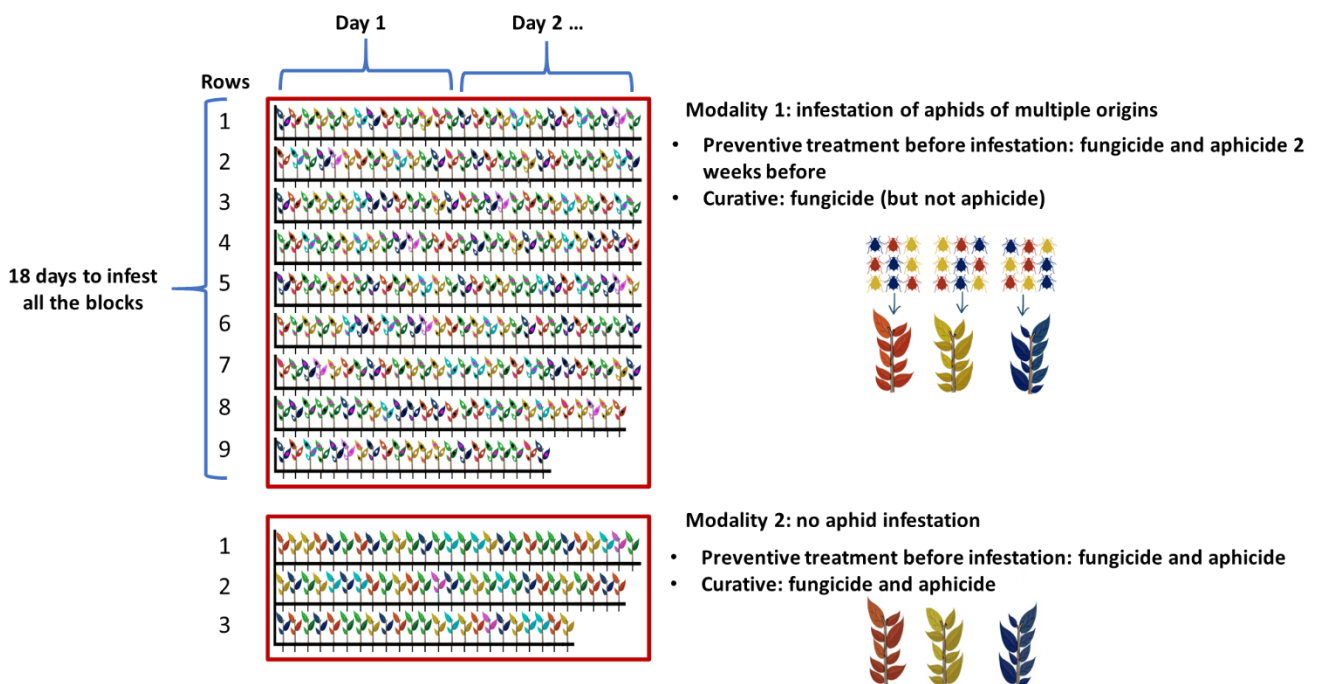 Day 1
Day 2 ...
Rows
1
2
3
4
5
6
7
8
9
18 days to infest
all the blocks
Modality 1: infestation of aphids of multiple origins
• Preventive treatment before infestation: fungicide and aphicide 2
weeks before
• Curative: fungicide (but not aphicide)
1
2
3
Modality 2: no aphid infestation
• Preventive treatment before infestation: fungicide and aphicide
• Curative: fungicide and aphicide